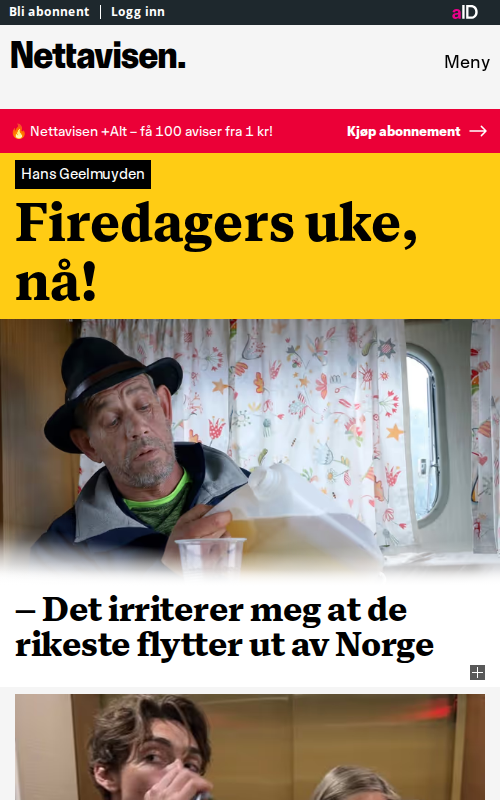 Bli abonnent | Logg inn
aID
Nettavisen.
Meny
🔥 Nettavisen +Alt – få 100 aviser fra 1 kr!
Kjøp abonnement →
Hans Geelmuyden
Firedagers uke,
nå!
– Det irriterer meg at de
rikeste flytter ut av Norge